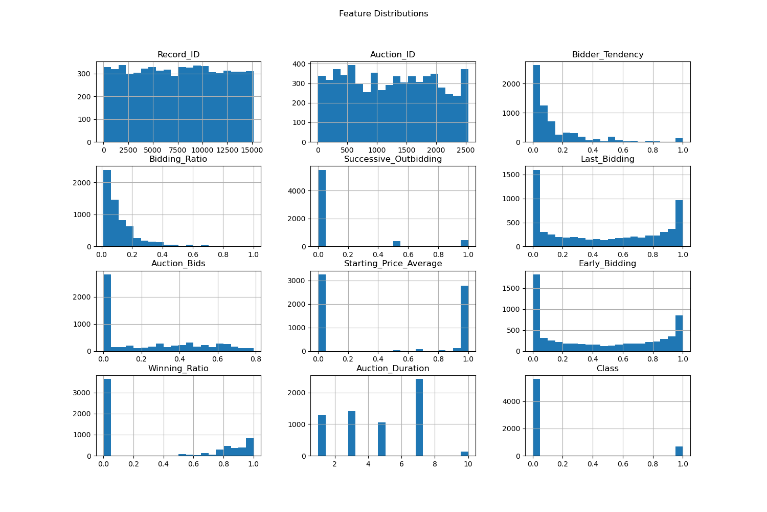 Feature Distributions
Record_ID
Auction_ID
Bidder_Tendency
300
200
100
0
0 2500 5000 7500 10000 12500 15000
400
300
200
100
0
0 500 1000 1500 2000 2500
2000
1000
0
0.0 0.2 0.4 0.6 0.8 1.0
Bidding_Ratio
Successive_Outbidding
Last_Bidding
2000
1000
0
0.0 0.2 0.4 0.6 0.8 1.0
4000
2000
0
0.0 0.2 0.4 0.6 0.8 1.0
1500
1000
500
0
0.0 0.2 0.4 0.6 0.8 1.0
Auction_Bids
Starting_Price_Average
Early_Bidding
2000
1000
0
0.0 0.2 0.4 0.6 0.8
3000
2000
1000
0
0.0 0.2 0.4 0.6 0.8 1.0
1500
1000
500
0
0.0 0.2 0.4 0.6 0.8 1.0
Winning_Ratio
Auction_Duration
Class
3000
2000
1000
0
0.0 0.2 0.4 0.6 0.8 1.0
2000
1000
0
2 4 6 8 10
4000
2000
0
0.0 0.2 0.4 0.6 0.8 1.0